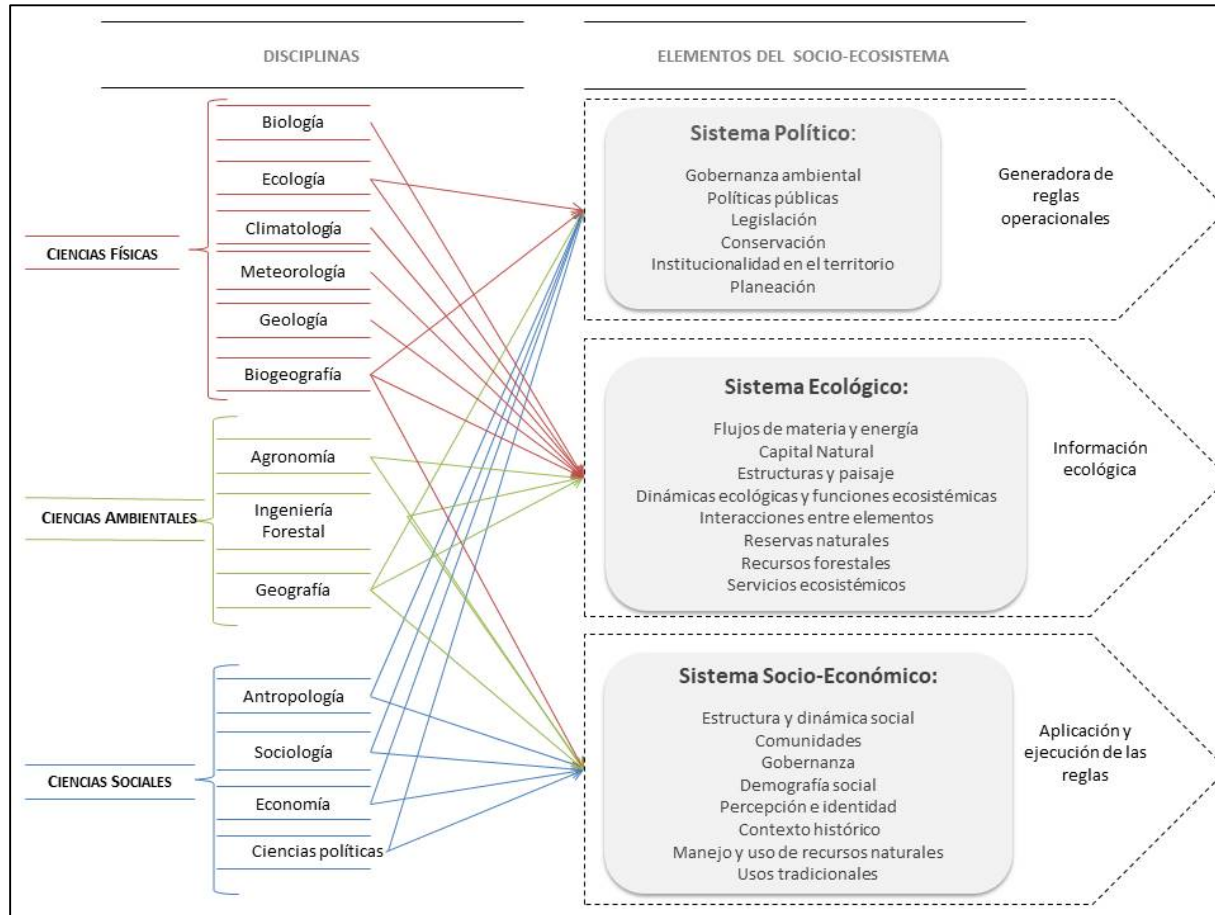 DISCIPLINAS
ELEMENTOS DEL SOCIO-ECOSISTEMA
CIENCIAS FÍSICAS
Biología
Ecología
Climatología
Meteorología
Geología
Biogeografía
CIENCIAS AMBIENTALES
Agronomía
Ingeniería
Forestal
Geografía
CIENCIAS SOCIALES
Antropología
Sociología
Economía
Ciencias políticas
Sistema Político:
Gobernanza ambiental
Políticas públicas
Legislación
Conservación
Institucionalidad en el territorio
Planeación
Generadora de
reglas
operacionales
Sistema Ecológico:
Flujos de materia y energía
Capital Natural
Estructuras y paisaje
Dinámicas ecológicas y funciones ecosistémicas
Interacciones entre elementos
Reservas naturales
Recursos forestales
Servicios ecosistémicos
Información
ecológica
Sistema Socio-Económico:
Estructura y dinámica social
Comunidades
Gobernanza
Demografía social
Percepción e identidad
Contexto histórico
Manejo y uso de recursos naturales
Usos tradicionales
Aplicación y
ejecución de las
reglas